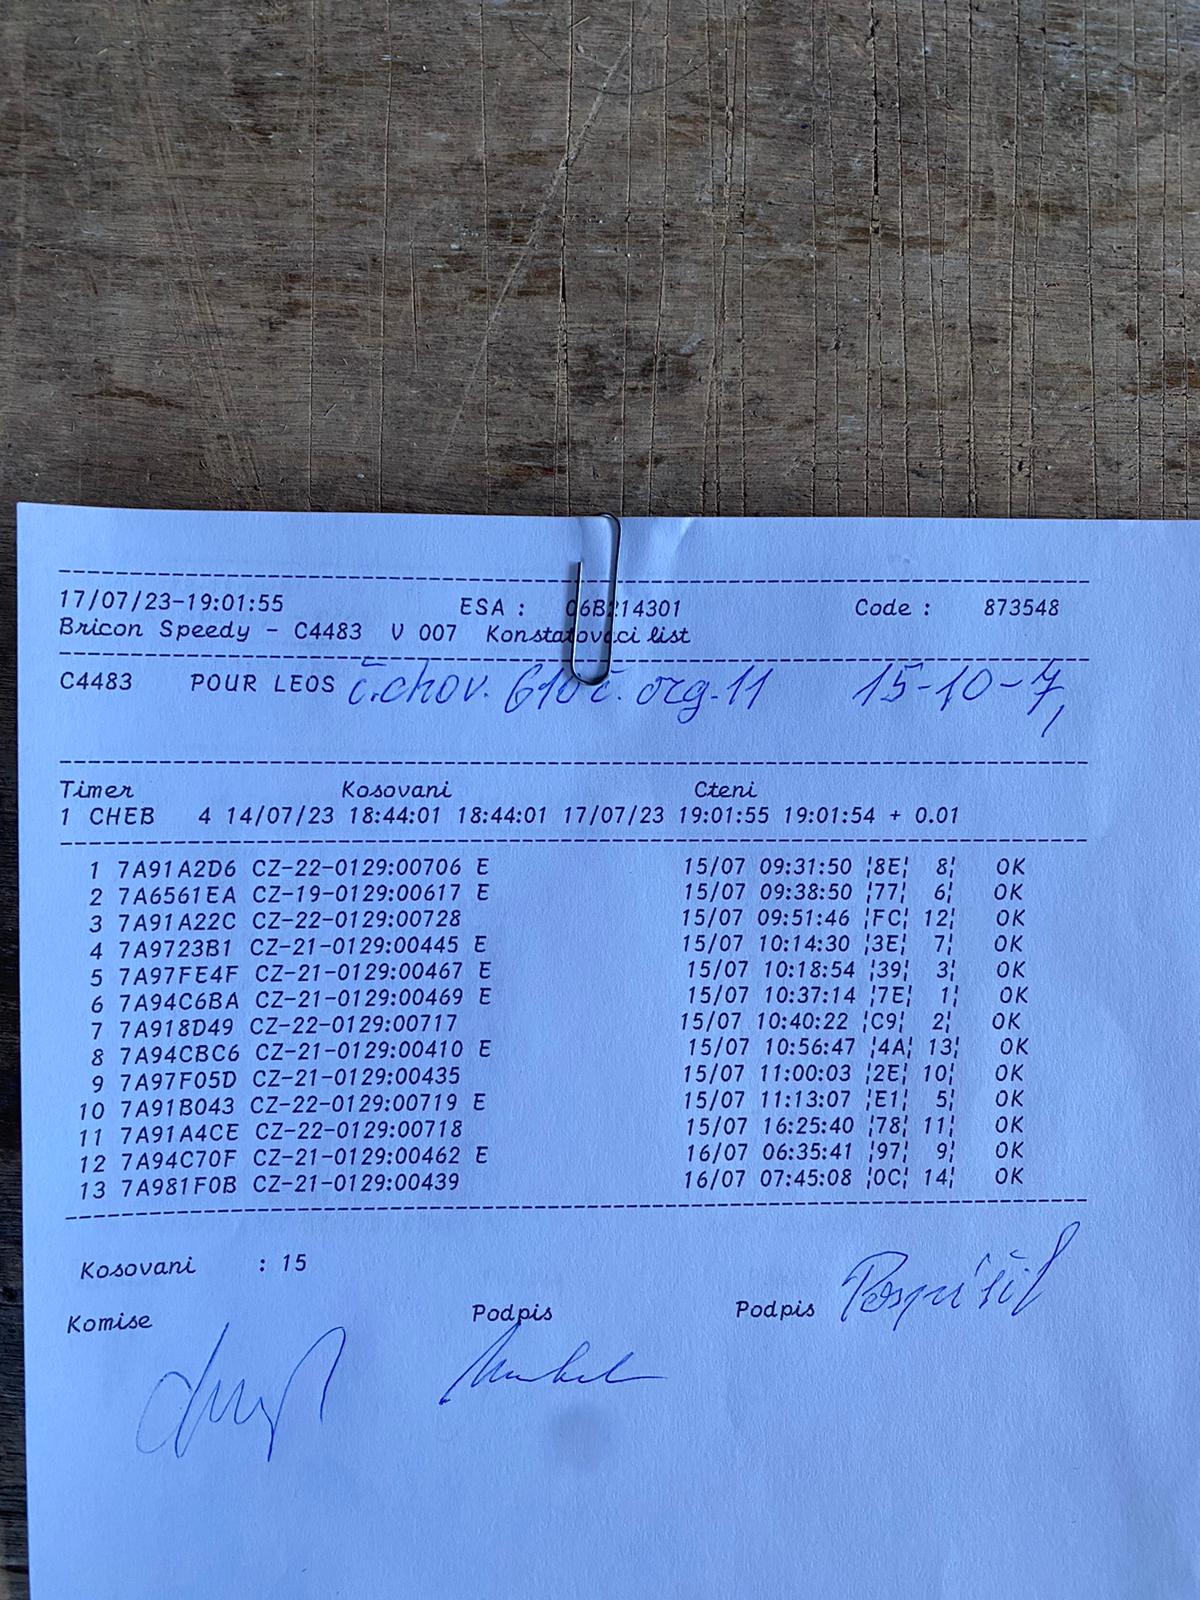 17/07/23-19:01:55 ESA : 06B214301 Code : 873548
Bricon Speedy - C4483 V 007 Konstatovaci list
C4483 POUR LEOS č.chov. 610 č. org.11 15-10-7,
Timer Kosovani Cteni
1 CHEB 4 14/07/23 18:44:01 18:44:01 17/07/23 19:01:55 19:01:54 + 0.01
1 7A91A2D6 CZ-22-0129:00706 E 15/07 09:31:50 ¦8E¦ 8¦ OK
2 7A6561EA CZ-19-0129:00617 E 15/07 09:38:50 ¦77¦ 6¦ OK
3 7A91A22C CZ-22-0129:00728 15/07 09:51:46 ¦FC¦ 12¦ OK
4 7A9723B1 CZ-21-0129:00445 E 15/07 10:14:30 ¦3E¦ 7¦ OK
5 7A97FE4F CZ-21-0129:00467 E 15/07 10:18:54 ¦39¦ 3¦ OK
6 7A94C6BA CZ-21-0129:00469 E 15/07 10:37:14 ¦7E¦ 1¦ OK
7 7A918D49 CZ-22-0129:00717 15/07 10:40:22 ¦C9¦ 2¦ OK
8 7A94CBC6 CZ-21-0129:00410 E 15/07 10:56:47 ¦4A¦ 13¦ OK
9 7A97F05D CZ-21-0129:00435 15/07 11:00:03 ¦2E¦ 10¦ OK
10 7A91B043 CZ-22-0129:00719 E 15/07 11:13:07 ¦E1¦ 5¦ OK
11 7A91A4CE CZ-22-0129:00718 15/07 16:25:40 ¦78¦ 11¦ OK
12 7A94C70F CZ-21-0129:00462 E 16/07 06:35:41 ¦97¦ 9¦ OK
13 7A981F0B CZ-21-0129:00439 16/07 07:45:08 ¦0C¦ 14¦ OK
Kosovani : 15
Komise Podpis Podpis Pospíšil